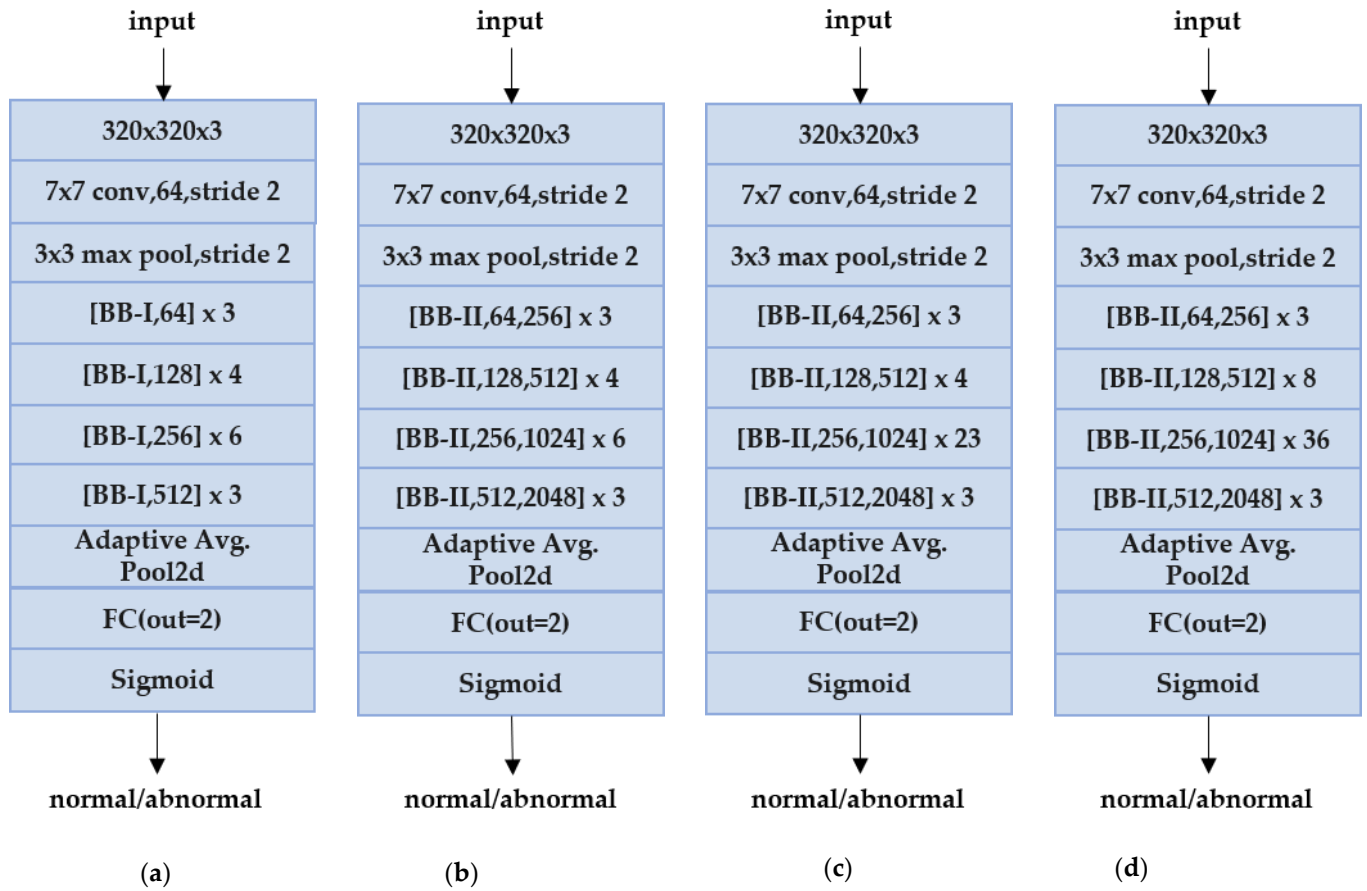 input
320x320x3
7x7 conv,64,stride 2
3x3 max pool,stride 2
[BB-I,64] x 3
[BB-I,128] x 4
[BB-I,256] x 6
[BB-I,512] x 3
Adaptive Avg.
Pool2d
FC(out=2)
Sigmoid
normal/abnormal
(a)
input
320x320x3
7x7 conv,64,stride 2
3x3 max pool,stride 2
[BB-II,64,256] x 3
[BB-II,128,512] x 4
[BB-II,256,1024] x 6
[BB-II,512,2048] x 3
Adaptive Avg.
Pool2d
FC(out=2)
Sigmoid
normal/abnormal
(b)
input
320x320x3
7x7 conv,64,stride 2
3x3 max pool,stride 2
[BB-II,64,256] x 3
[BB-II,128,512] x 4
[BB-II,256,1024] x 23
[BB-II,512,2048] x 3
Adaptive Avg.
Pool2d
FC(out=2)
Sigmoid
normal/abnormal
(c)
input
320x320x3
7x7 conv,64,stride 2
3x3 max pool,stride 2
[BB-II,64,256] x 3
[BB-II,128,512] x 8
[BB-II,256,1024] x 36
[BB-II,512,2048] x 3
Adaptive Avg.
Pool2d
FC(out=2)
Sigmoid
normal/abnormal
(d)